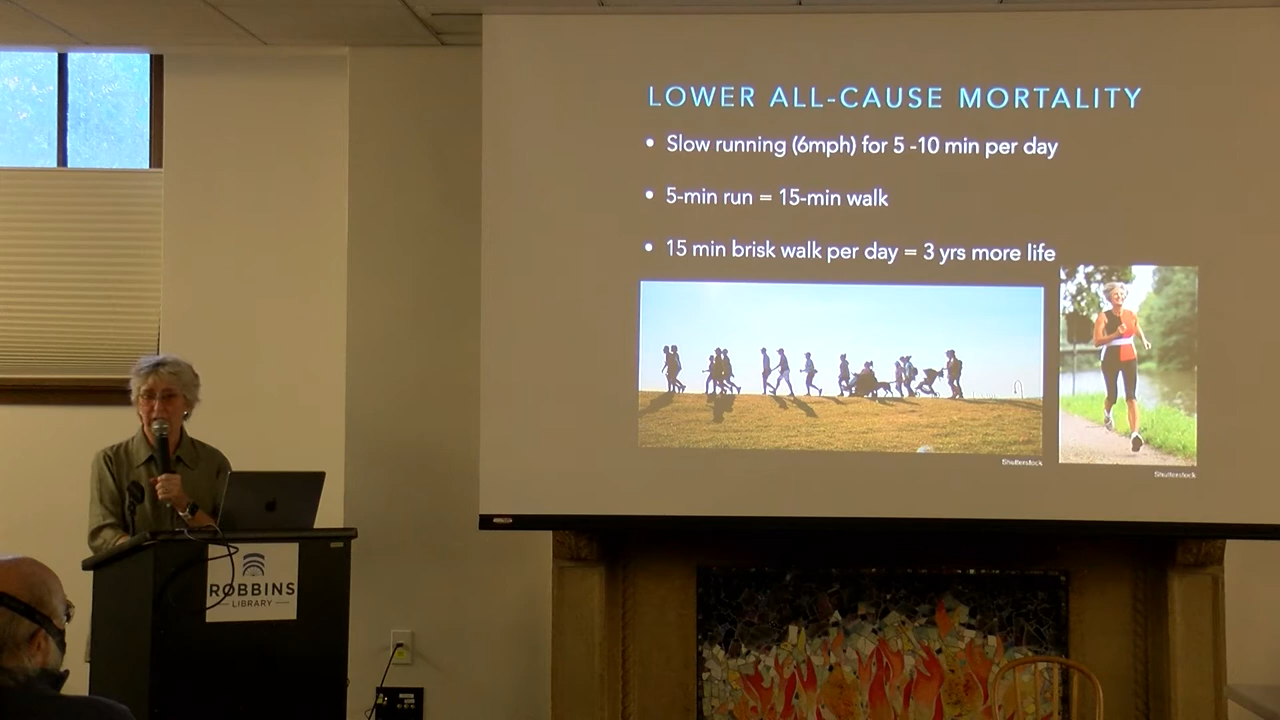 LOWER ALL-CAUSE MORTALITY
• Slow running (6mph) for 5 -10 min per day
• 5-min run = 15-min walk
• 15 min brisk walk per day = 3 yrs more life
Shutterstock
Shutterstock
ROBBINS
LIBRARY